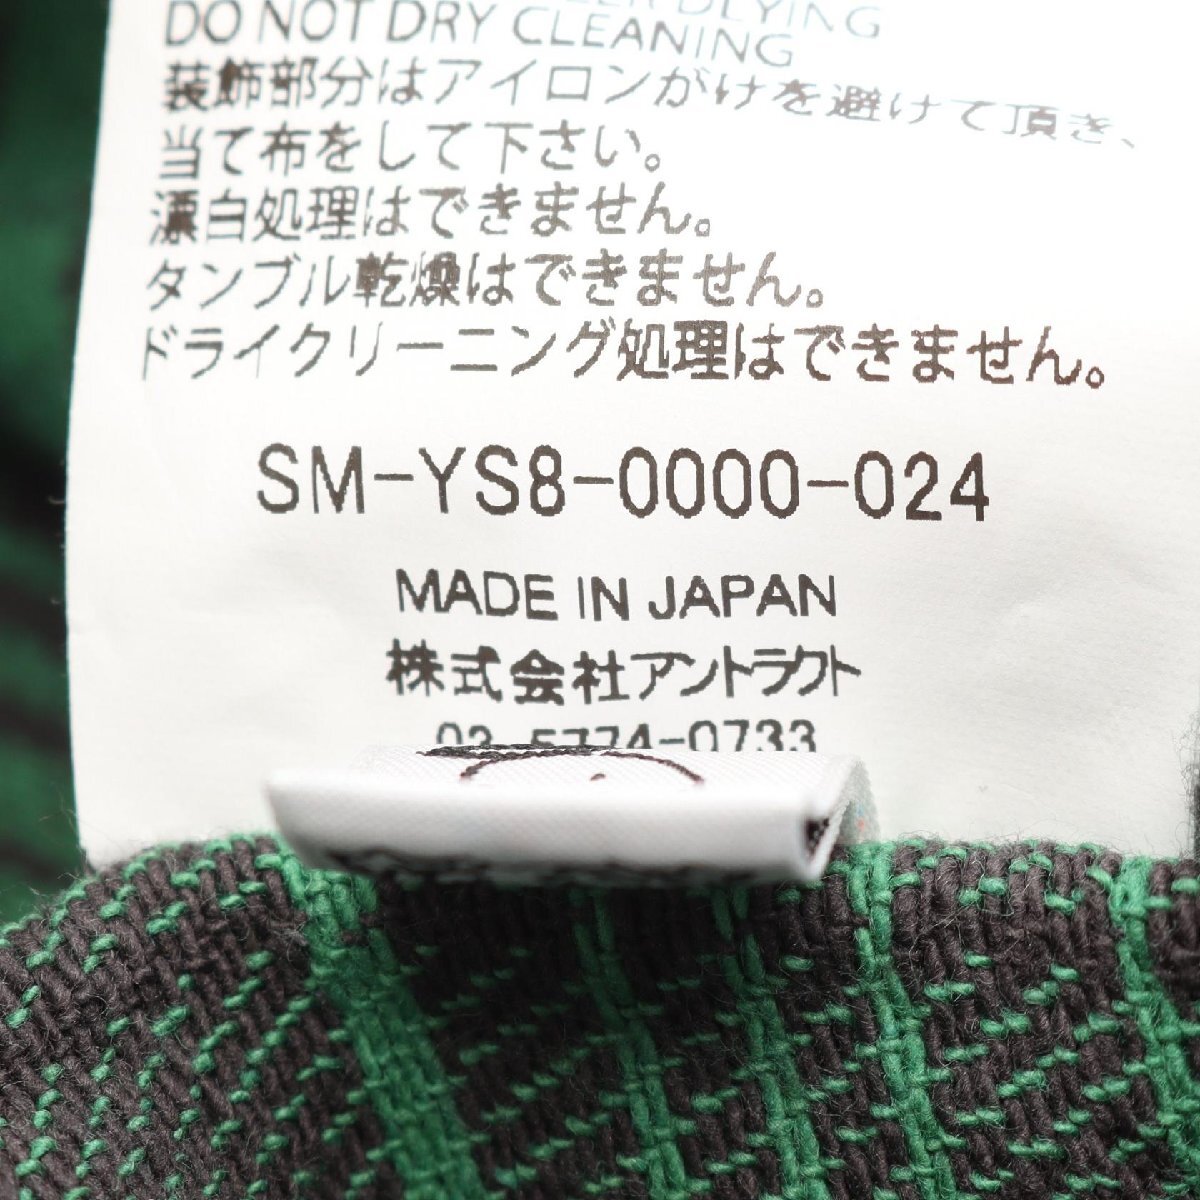 DO NOT DRY CLEANING
装飾部分はアイロンがけを避けて頂き、
当て布をして下さい。
漂白処理はできません。
タンブル乾燥はできません。
ドライクリーニング処理はできません。
SM-YS8-0000-024
MADE IN JAPAN
株式会社アントラクト
03-5774-0733